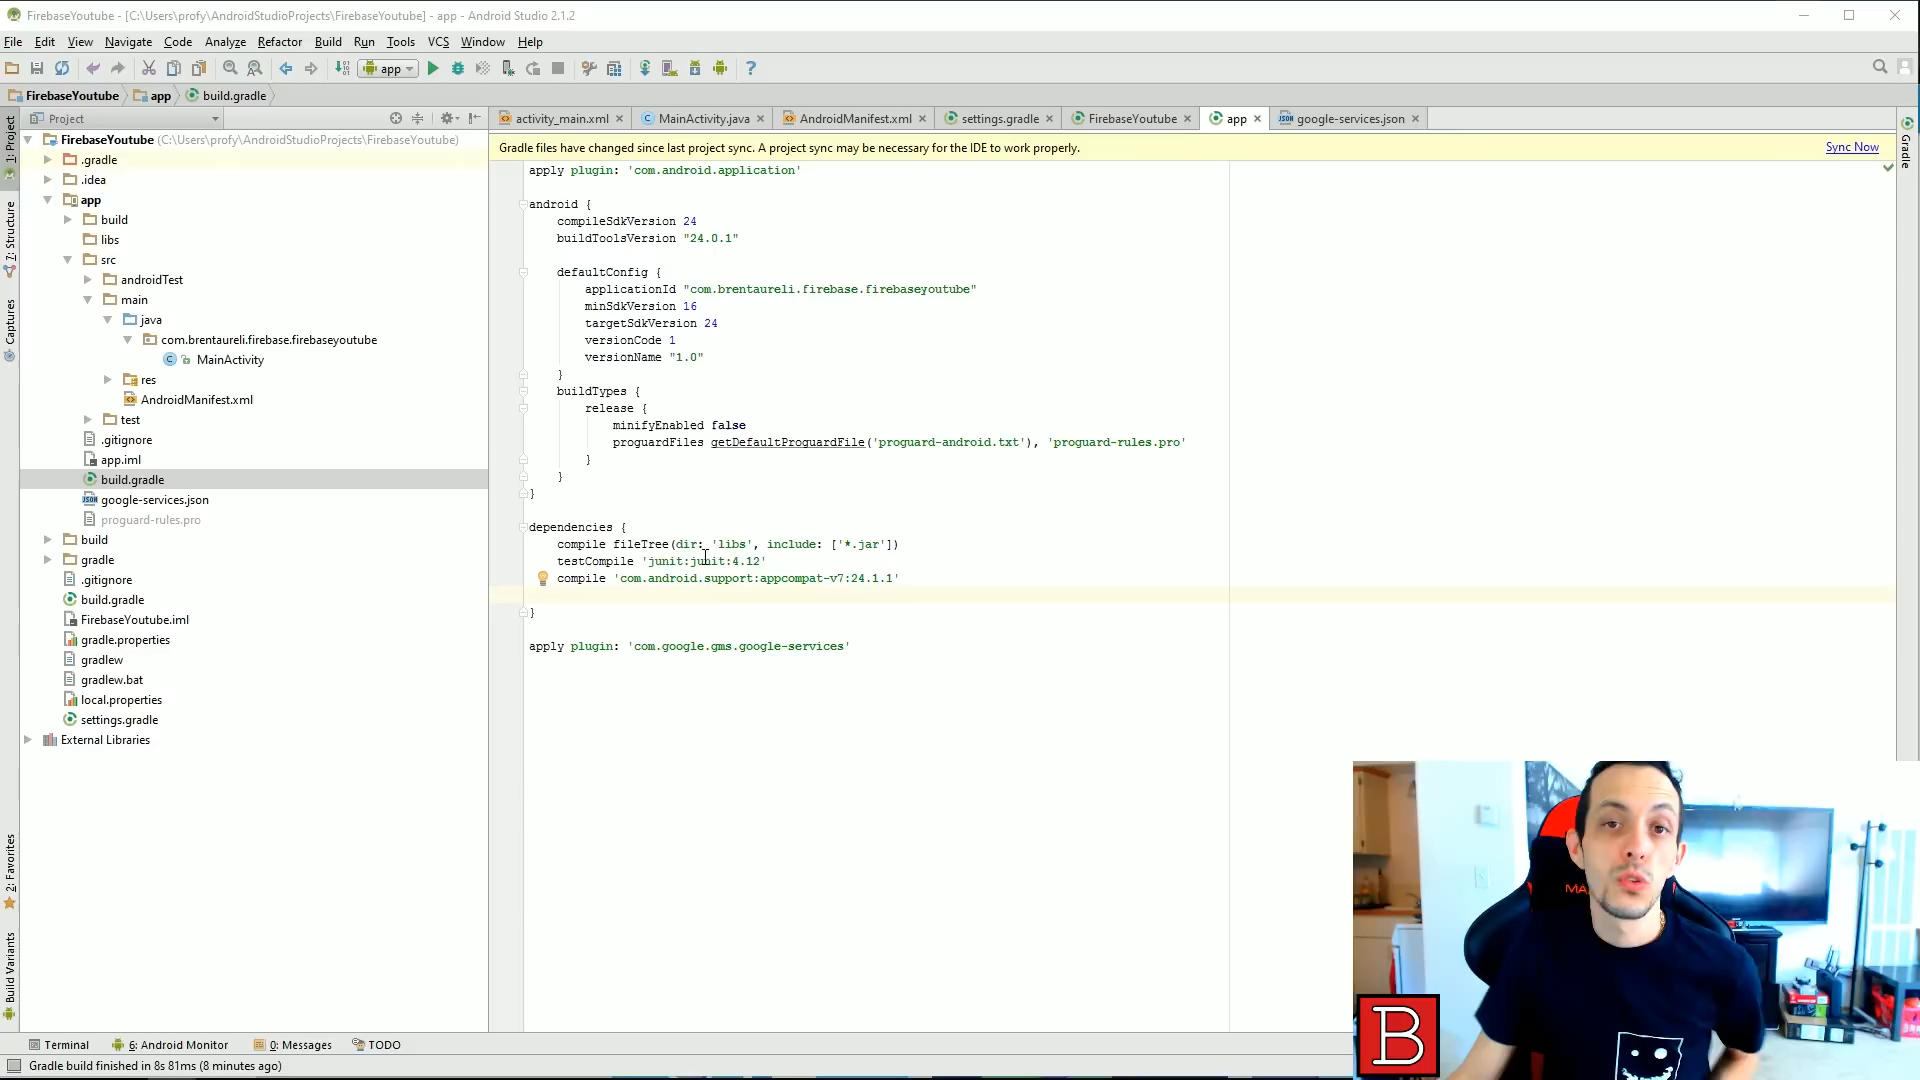 FirebaseYoutube - [C:\Users\profy\AndroidStudioProjects\FirebaseYoutube] - app - Android Studio 2.1.2
File Edit View Navigate Code Analyze Refactor Build Run Tools VCS Window Help
app
FirebaseYoutube app build.gradle
Project
activity_main.xml MainActivity.java AndroidManifest.xml settings.gradle FirebaseYoutube app google-services.json
Gradle files have changed since last project sync. A project sync may be necessary for the IDE to work properly. Sync Now
1: Project
7: Structure
Captures
2: Favorites
Build Variants
Gradle
FirebaseYoutube (C:\Users\profy\AndroidStudioProjects\FirebaseYoutube)
.gradle
.idea
app
build
libs
src
androidTest
main
java
com.brentaureli.firebase.firebaseyoutube
MainActivity
res
AndroidManifest.xml
test
.gitignore
app.iml
build.gradle
google-services.json
proguard-rules.pro
build
gradle
.gitignore
build.gradle
FirebaseYoutube.iml
gradle.properties
gradlew
gradlew.bat
local.properties
settings.gradle
External Libraries
apply plugin: 'com.android.application'
android {
compileSdkVersion 24
buildToolsVersion "24.0.1"
defaultConfig {
applicationId "com.brentaureli.firebase.firebaseyoutube"
minSdkVersion 16
targetSdkVersion 24
versionCode 1
versionName "1.0"
}
buildTypes {
release {
minifyEnabled false
proguardFiles getDefaultProguardFile('proguard-android.txt'), 'proguard-rules.pro'
}
}
}
dependencies {
compile fileTree(dir: 'libs', include: ['*.jar'])
testCompile 'junit:junit:4.12'
compile 'com.android.support:appcompat-v7:24.1.1'
}
apply plugin: 'com.google.gms.google-services'
B
Terminal 6: Android Monitor 0: Messages TODO
Gradle build finished in 8s 81ms (8 minutes ago)